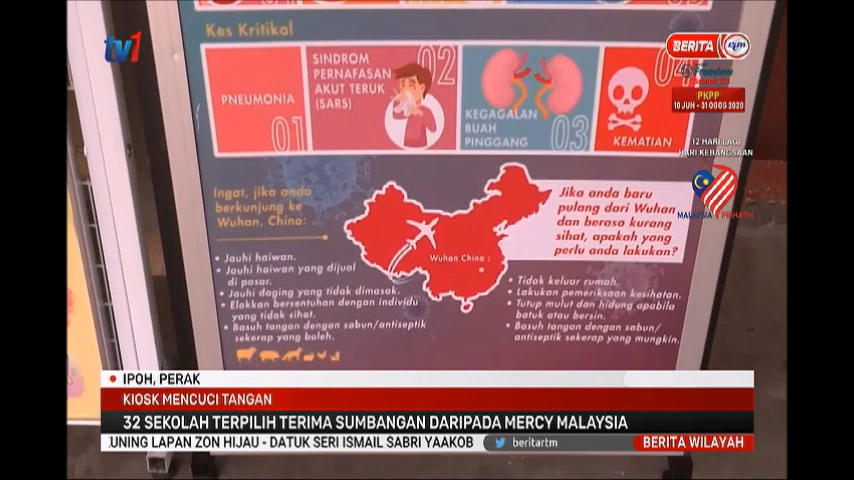 tv1
BERITA rtm
Freeview
PKPP
10 JUN - 31 OGOS 2020
12 HARI LAGI
HARI KEBANGSAAN
MALAYSIA PRIHATIN
Kes Kritikal
PNEUMONIA
01
SINDROM
PERNAFASAN
AKUT TERUK
(SARS)
02
KEGAGALAN
BUAH
PINGGANG
03
04
KEMATIAN
Ingat, jika anda
berkunjung ke
Wuhan, China:
• Jauhi haiwan.
• Jauhi haiwan yang dijual
di pasar.
• Jauhi daging yang tidak dimasak.
• Elakkan bersentuhan dengan individu
yang tidak sihat.
• Basuh tangan dengan sabun/antiseptik
sekerap yang boleh.
Wuhan China :
Jika anda baru
pulang dari Wuhan
dan berasa kurang
sihat, apakah yang
perlu anda lakukan?
• Tidak keluar rumah.
• Lakukan pemeriksaan kesihatan.
• Tutup mulut dan hidung apabila
batuk atau bersin.
• Basuh tangan dengan sabun/
antiseptik sekerap yang mungkin.
IPOH, PERAK
KIOSK MENCUCI TANGAN
32 SEKOLAH TERPILIH TERIMA SUMBANGAN DARIPADA MERCY MALAYSIA
UNING LAPAN ZON HIJAU - DATUK SERI ISMAIL SABRI YAAKOB
beritartm
BERITA WILAYAH